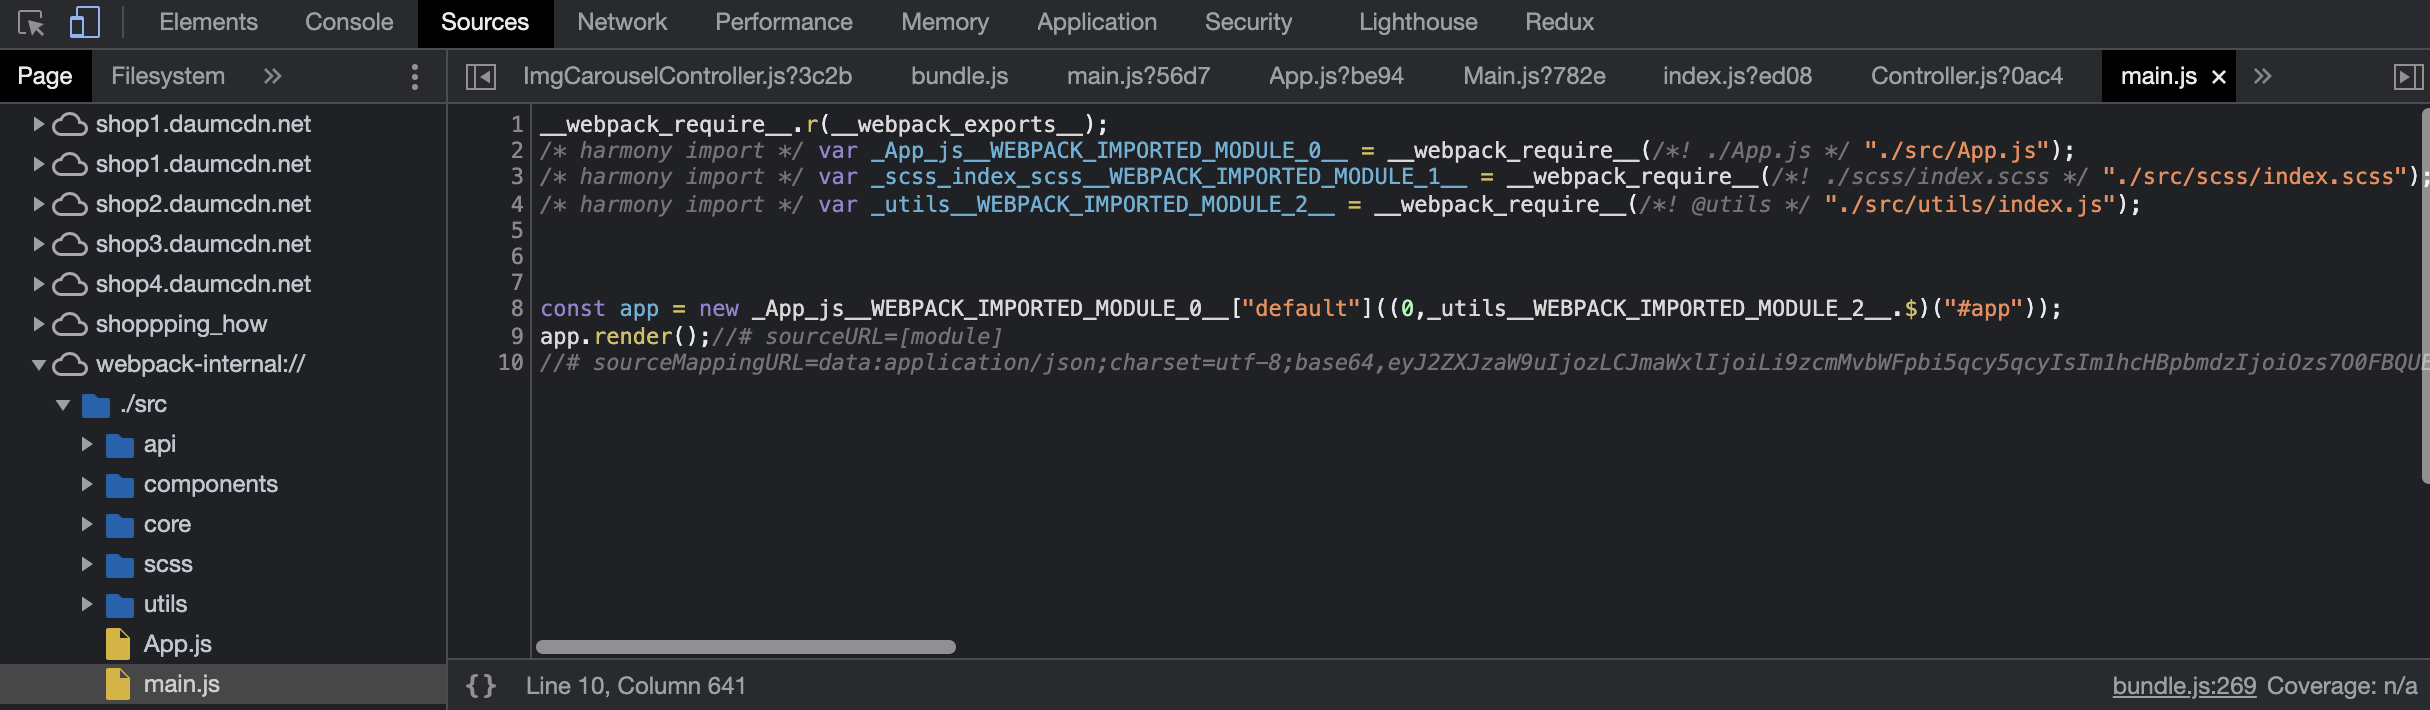 Elements Console Sources Network Performance Memory Application Security Lighthouse Redux
Page Filesystem
ImgCarouselController.js?3c2b bundle.js main.js?56d7 App.js?be94 Main.js?782e index.js?ed08 Controller.js?0ac4 main.js
shop1.daumcdn.net
shop1.daumcdn.net
shop2.daumcdn.net
shop3.daumcdn.net
shop4.daumcdn.net
shoppping_how
webpack-internal://
./src
api
components
core
scss
utils
App.js
main.js
1 __webpack_require__.r(__webpack_exports__);
2 /* harmony import */ var _App_js__WEBPACK_IMPORTED_MODULE_0__ = __webpack_require__(/*! ./App.js */ "./src/App.js");
3 /* harmony import */ var _scss_index_scss__WEBPACK_IMPORTED_MODULE_1__ = __webpack_require__(/*! ./scss/index.scss */ "./src/scss/index.scss");
4 /* harmony import */ var _utils__WEBPACK_IMPORTED_MODULE_2__ = __webpack_require__(/*! @utils */ "./src/utils/index.js");
5
6
7
8 const app = new _App_js__WEBPACK_IMPORTED_MODULE_0__["default"]((0,_utils__WEBPACK_IMPORTED_MODULE_2__.$)("#app"));
9 app.render();//# sourceURL=[module]
10 //# sourceMappingURL=data:application/json;charset=utf-8;base64,eyJ2ZXJzaW9uIjozLCJmaWxlIjoiLi9zcmMvbWFpbi5qcy5qcyIsIm1hcHBpbmdzIjoiOzs7O0FBQUE
{} Line 10, Column 641
bundle.js:269 Coverage: n/a